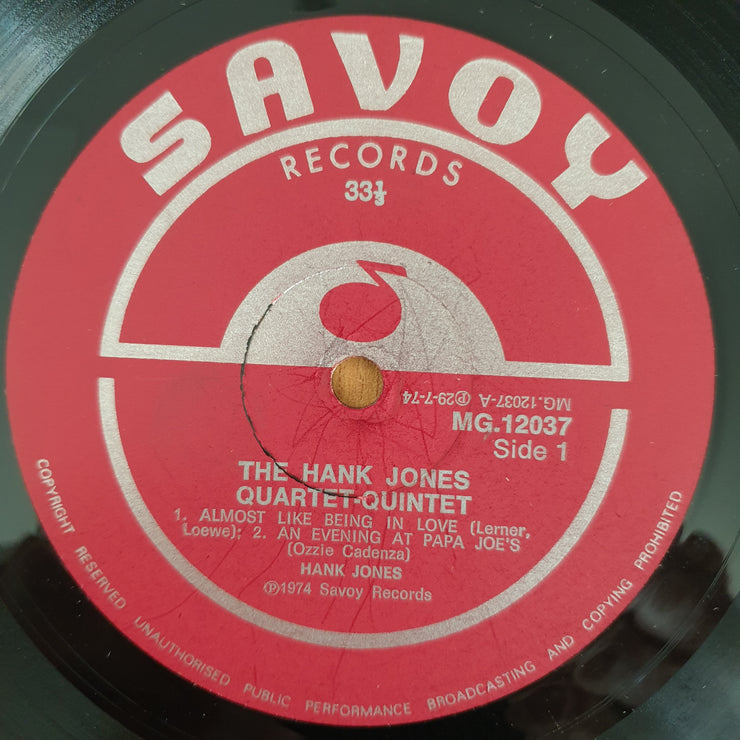 SAVOY
RECORDS
33⅓
MG.12037-A Ⓟ29-7-74
MG.12037
Side 1
THE HANK JONES
QUARTET-QUINTET
1. ALMOST LIKE BEING IN LOVE (Lerner,
Loewe): 2. AN EVENING AT PAPA JOE'S
(Ozzie Cadenza)
HANK JONES
Ⓟ1974 Savoy Records
COPYRIGHT RESERVED UNAUTHORISED PUBLIC PERFORMANCE BROADCASTING AND COPYING PROHIBITED